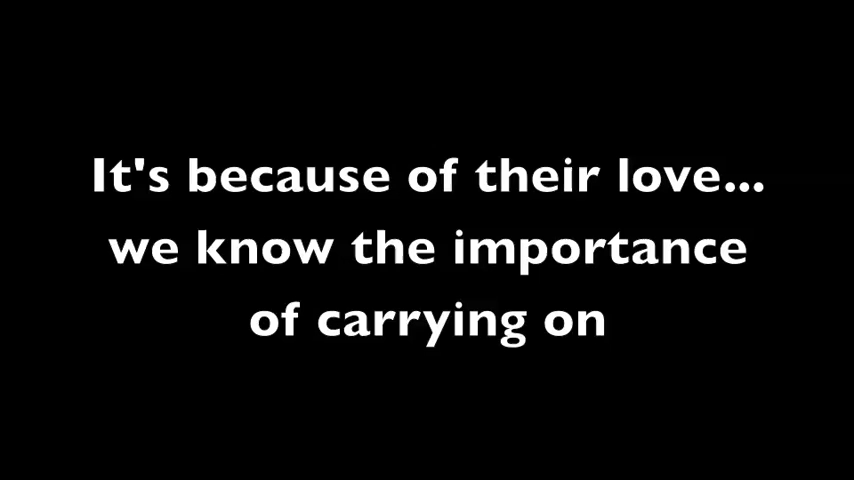 It's because of their love...
we know the importance
of carrying on